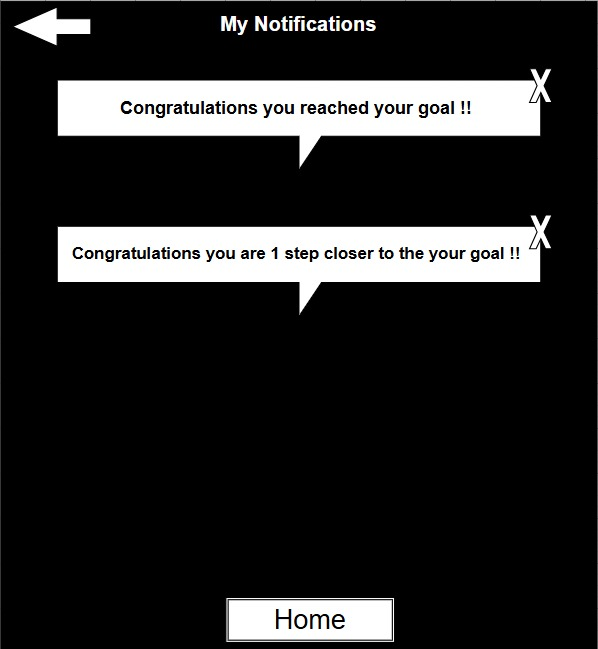 My Notifications
X
Congratulations you reached your goal !!
X
Congratulations you are 1 step closer to the your goal !!
Home